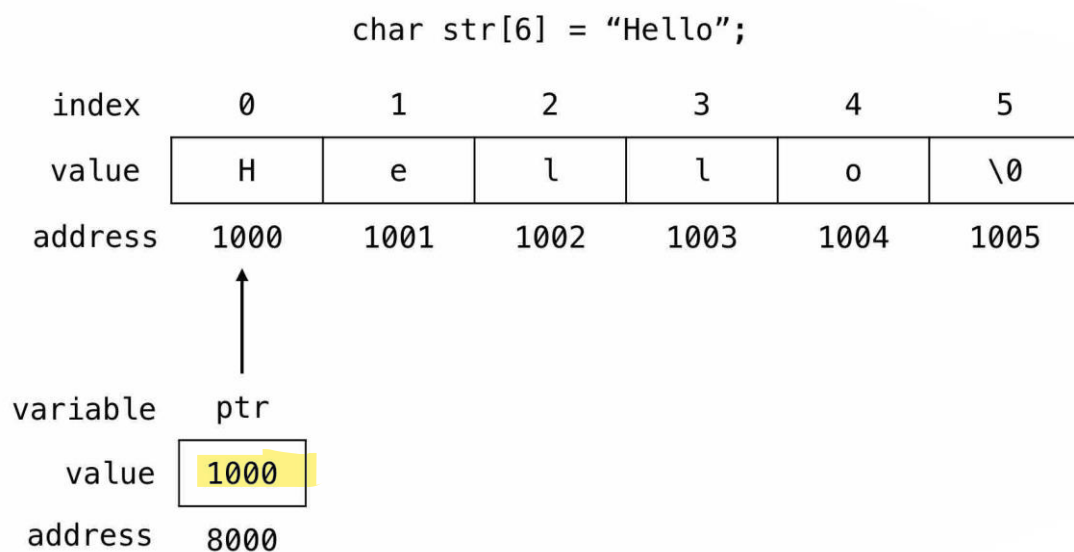 char str[6] = “Hello”;
index 0 1 2 3 4 5
value H e l l o \0
address 1000 1001 1002 1003 1004 1005
variable ptr
value 1000
address 8000